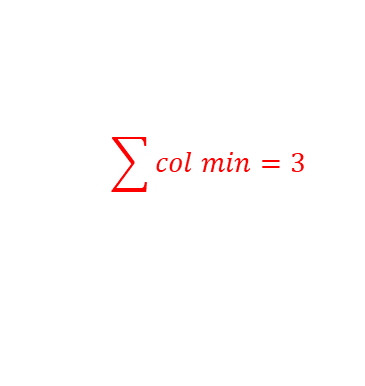 ∑ col min = 3